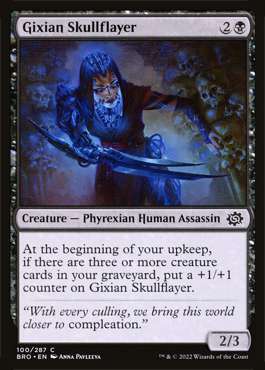 Gixian Skullflayer 2
Creature — Phyrexian Human Assassin
At the beginning of your upkeep,
if there are three or more creature
cards in your graveyard, put a +1/+1
counter on Gixian Skullflayer.
“With every culling, we bring this world
closer to compleation.”
2/3
100/287 C
BRO • EN Anna Pavleeva
™ & © 2022 Wizards of the Coast